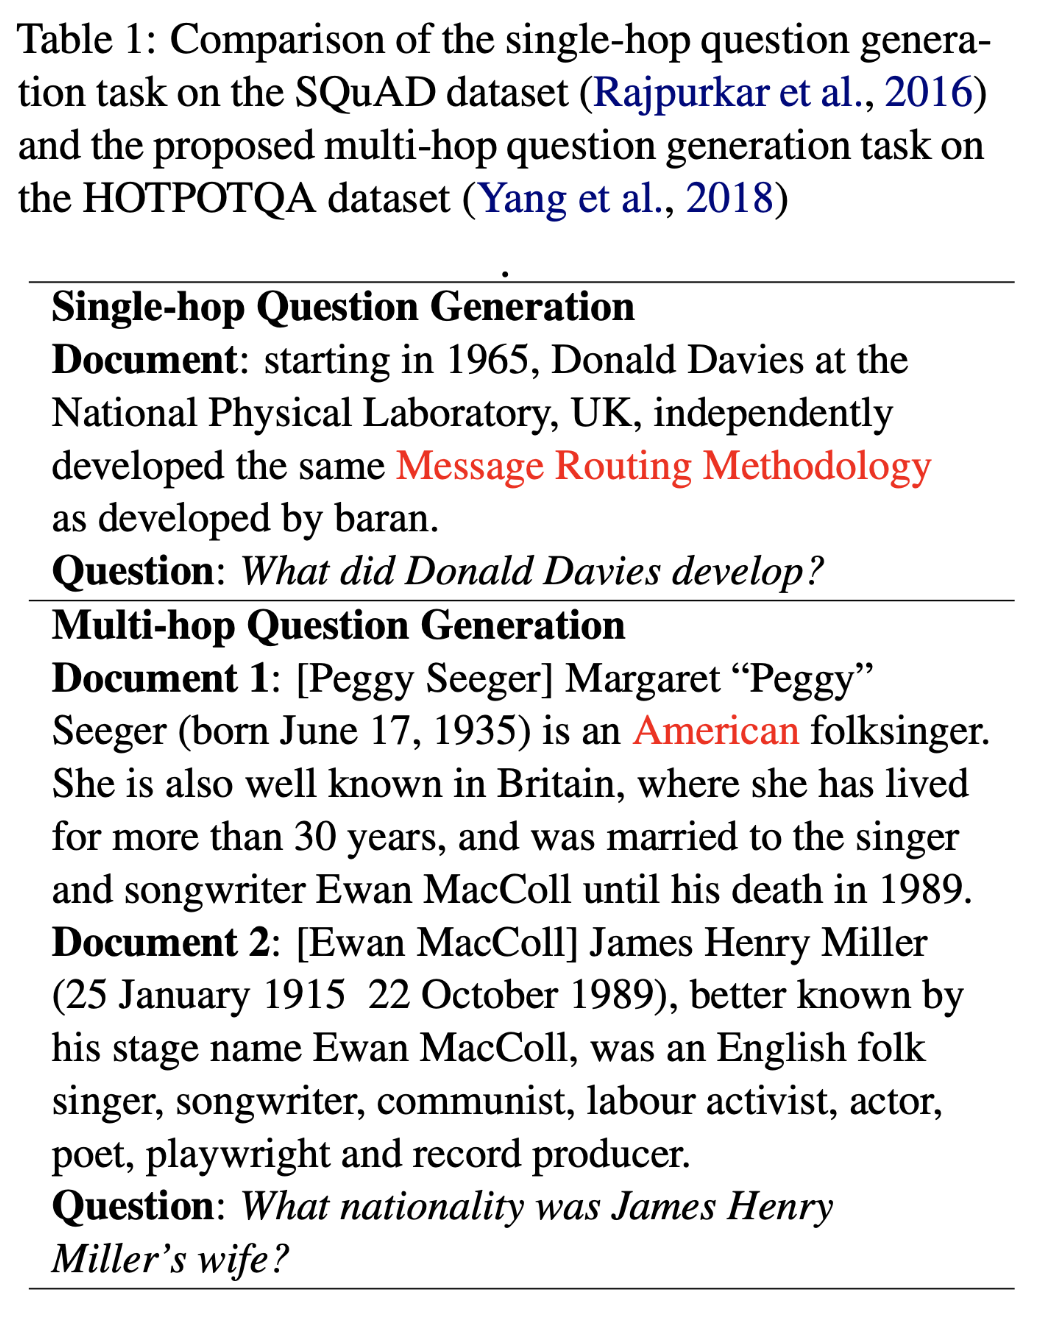 Table 1: Comparison of the single-hop question genera-
tion task on the SQuAD dataset (Rajpurkar et al., 2016)
and the proposed multi-hop question generation task on
the HOTPOTQA dataset (Yang et al., 2018)
.
Single-hop Question Generation
Document: starting in 1965, Donald Davies at the
National Physical Laboratory, UK, independently
developed the same Message Routing Methodology
as developed by baran.
Question: What did Donald Davies develop?
Multi-hop Question Generation
Document 1: [Peggy Seeger] Margaret “Peggy”
Seeger (born June 17, 1935) is an American folksinger.
She is also well known in Britain, where she has lived
for more than 30 years, and was married to the singer
and songwriter Ewan MacColl until his death in 1989.
Document 2: [Ewan MacColl] James Henry Miller
(25 January 1915 22 October 1989), better known by
his stage name Ewan MacColl, was an English folk
singer, songwriter, communist, labour activist, actor,
poet, playwright and record producer.
Question: What nationality was James Henry
Miller’s wife?